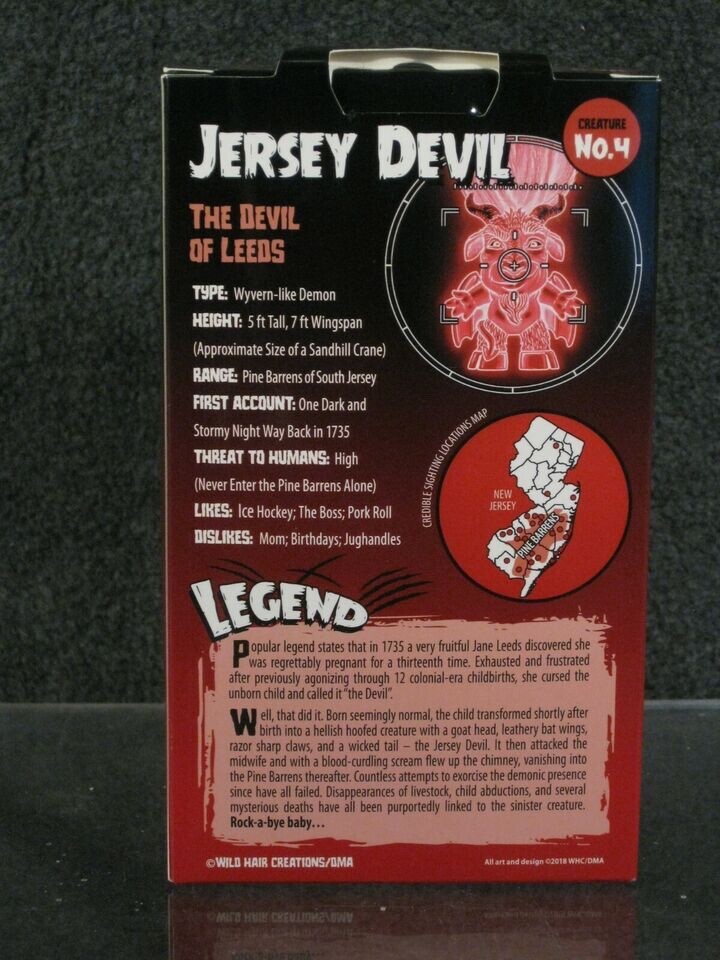 JERSEY DEVIL
CREATURE
No.4
THE DEVIL
OF LEEDS
TYPE: Wyvern-like Demon
HEIGHT: 5 ft Tall, 7 ft Wingspan
(Approximate Size of a Sandhill Crane)
RANGE: Pine Barrens of South Jersey
FIRST ACCOUNT: One Dark and
Stormy Night Way Back in 1735
THREAT TO HUMANS: High
(Never Enter the Pine Barrens Alone)
LIKES: Ice Hockey; The Boss; Pork Roll
DISLIKES: Mom; Birthdays; Jughandles
CREDIBLE SIGHTING LOCATIONS MAP
NEW
JERSEY
PINE BARRENS
LEGEND
Popular legend states that in 1735 a very fruitful Jane Leeds discovered she
was regrettably pregnant for a thirteenth time. Exhausted and frustrated
after previously agonizing through 12 colonial-era childbirths, she cursed the
unborn child and called it "the Devil".
Well, that did it. Born seemingly normal, the child transformed shortly after
birth into a hellish hoofed creature with a goat head, leathery bat wings,
razor sharp claws, and a wicked tail – the Jersey Devil. It then attacked the
midwife and with a blood-curdling scream flew up the chimney, vanishing into
the Pine Barrens thereafter. Countless attempts to exorcise the demonic presence
since have all failed. Disappearances of livestock, child abductions, and several
mysterious deaths have all been purportedly linked to the sinister creature.
Rock-a-bye baby...
©WILD HAIR CREATIONS/DMA
All art and design ©2018 WHC/DMA